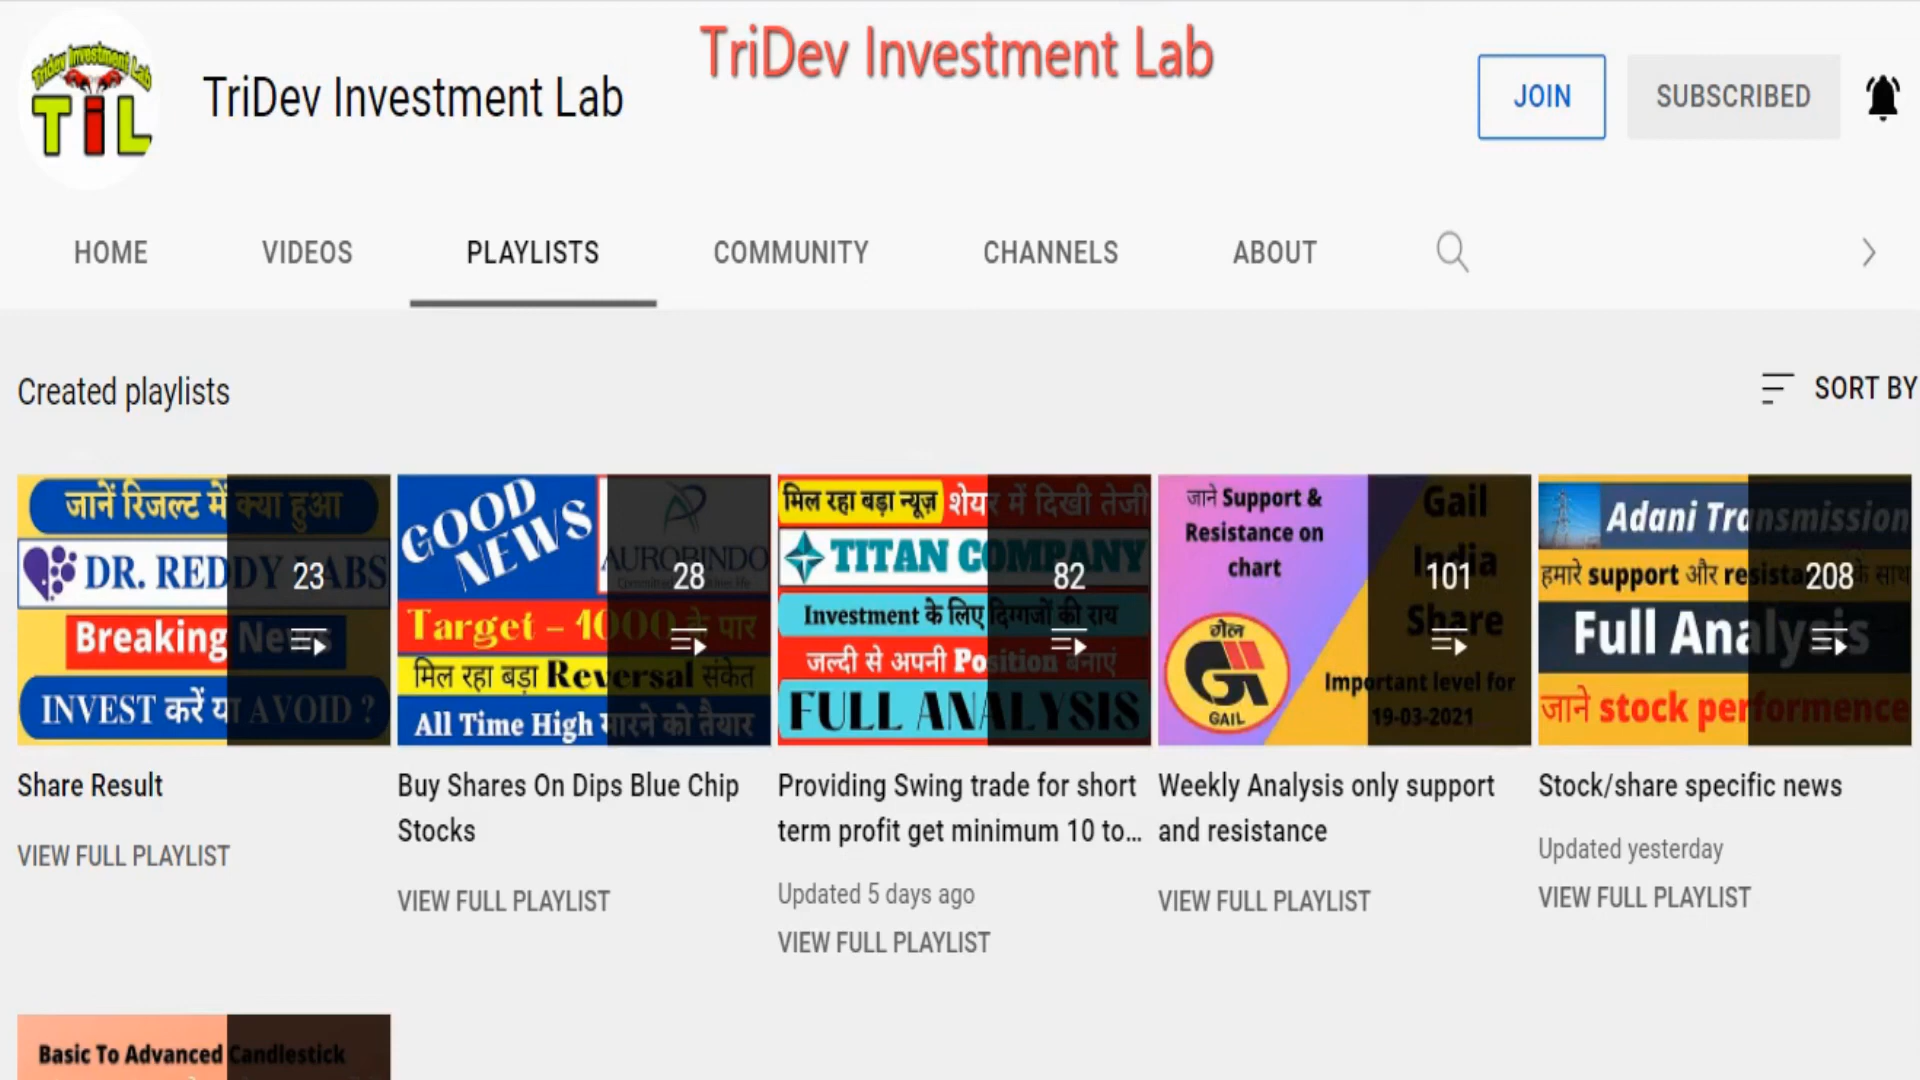 TriDev Investment Lab
Tridev Investment Lab
TiL
TriDev Investment Lab
JOIN
SUBSCRIBED
HOME
VIDEOS
PLAYLISTS
COMMUNITY
CHANNELS
ABOUT
Created playlists
SORT BY
जानें रिजल्ट में क्या हुआ
DR. REDDY LABS
23
Breaking News
INVEST करें या AVOID ?
Share Result
VIEW FULL PLAYLIST
GOOD
NEWS
AUROBINDO
28
Target - 1000 के पार
मिल रहा बड़ा Reversal संकेत
All Time High मारने को तैयार
Buy Shares On Dips Blue Chip
Stocks
VIEW FULL PLAYLIST
मिल रहा बड़ा न्यूज़ शेयर में दिखी तेजी
TITAN COMPANY
82
Investment के लिए दिग्गजों की राय
जल्दी से अपनी Position बनाएं
FULL ANALYSIS
Providing Swing trade for short
term profit get minimum 10 to...
Updated 5 days ago
VIEW FULL PLAYLIST
जाने Support &
Resistance on
chart
Gail
India
Share
101
गेल
GAIL
Important level for
19-03-2021
Weekly Analysis only support
and resistance
VIEW FULL PLAYLIST
Adani Transmission
हमारे support और resistance के साथ
208
Full Analysis
जाने stock performence
Stock/share specific news
Updated yesterday
VIEW FULL PLAYLIST
Basic To Advanced Candlestick